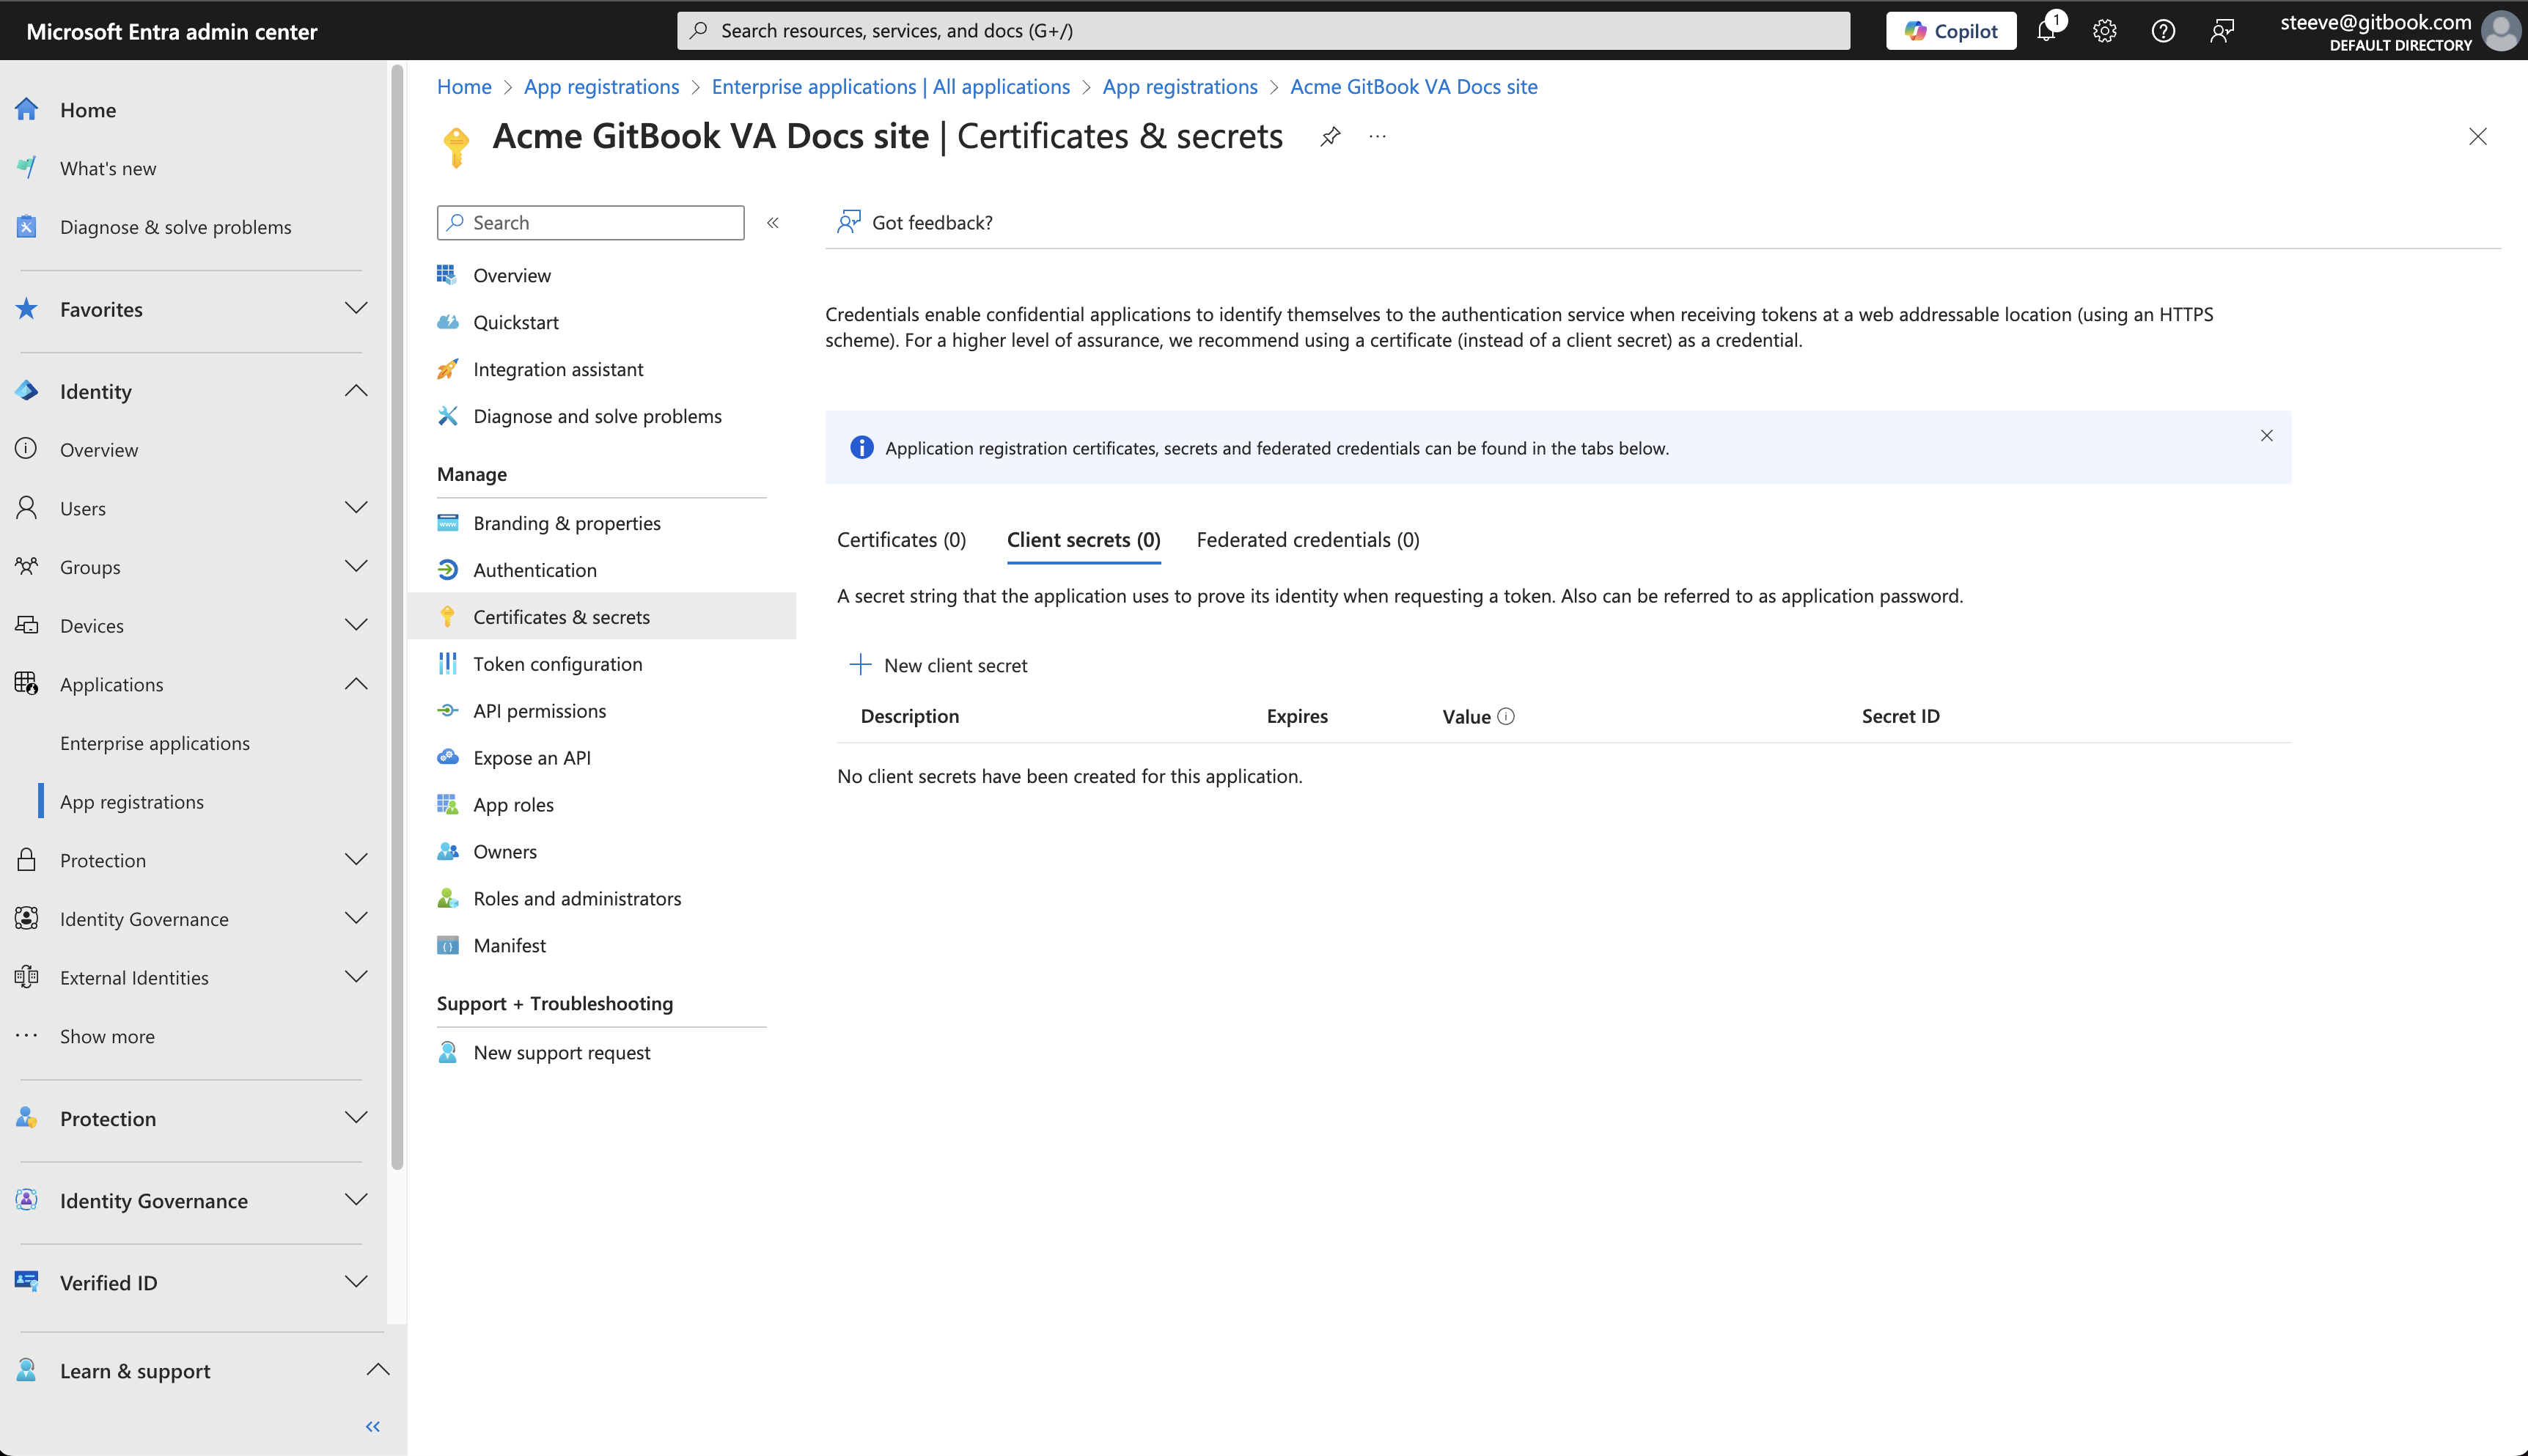 Microsoft Entra admin center
Search resources, services, and docs (G+/)
Copilot
1
steeve@gitbook.com
DEFAULT DIRECTORY
Home
What's new
Diagnose & solve problems
Favorites
Identity
Overview
Users
Groups
Devices
Applications
Enterprise applications
App registrations
Protection
Identity Governance
External Identities
Show more
Protection
Identity Governance
Verified ID
Learn & support
Home > App registrations > Enterprise applications | All applications > App registrations > Acme GitBook VA Docs site
Acme GitBook VA Docs site | Certificates & secrets
Search
Overview
Quickstart
Integration assistant
Diagnose and solve problems
Manage
Branding & properties
Authentication
Certificates & secrets
Token configuration
API permissions
Expose an API
App roles
Owners
Roles and administrators
Manifest
Support + Troubleshooting
New support request
Got feedback?
Credentials enable confidential applications to identify themselves to the authentication service when receiving tokens at a web addressable location (using an HTTPS
scheme). For a higher level of assurance, we recommend using a certificate (instead of a client secret) as a credential.
Application registration certificates, secrets and federated credentials can be found in the tabs below.
Certificates (0) Client secrets (0) Federated credentials (0)
A secret string that the application uses to prove its identity when requesting a token. Also can be referred to as application password.
New client secret
Description Expires Value Secret ID
No client secrets have been created for this application.